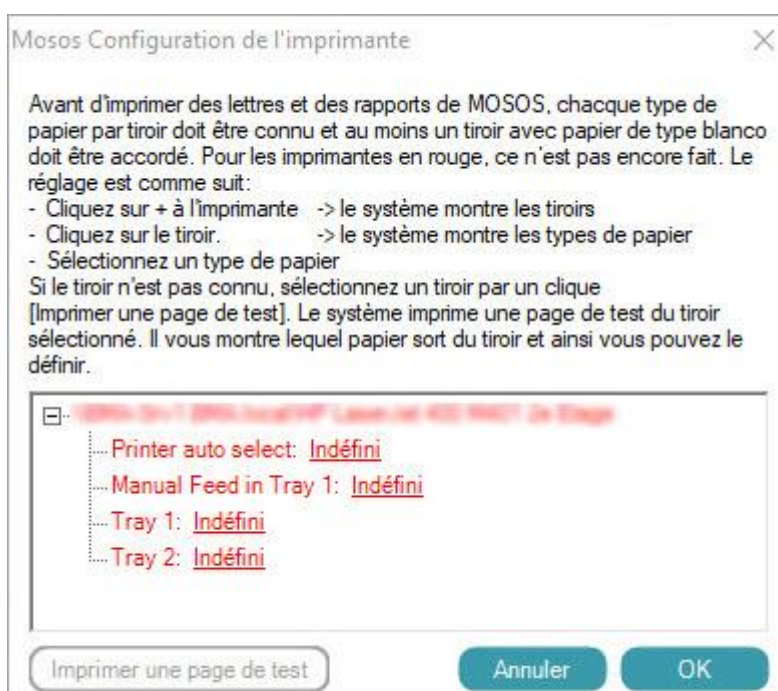 Mosos Configuration de l'imprimante
Avant d'imprimer des lettres et des rapports de MOSOS, chacque type de
papier par tiroir doit être connu et au moins un tiroir avec papier de type blanco
doit être accordé. Pour les imprimantes en rouge, ce n'est pas encore fait. Le
réglage est comme suit:
- Cliquez sur + à l'imprimante -> le système montre les tiroirs
- Cliquez sur le tiroir. -> le système montre les types de papier
- Sélectionnez un type de papier
Si le tiroir n'est pas connu, sélectionnez un tiroir par un clique
[Imprimer une page de test]. Le système imprime une page de test du tiroir
sélectionné. Il vous montre lequel papier sort du tiroir et ainsi vous pouvez le
définir.
Printer auto select: Indéfini
Manual Feed in Tray 1: Indéfini
Tray 1: Indéfini
Tray 2: Indéfini
Imprimer une page de test Annuler OK